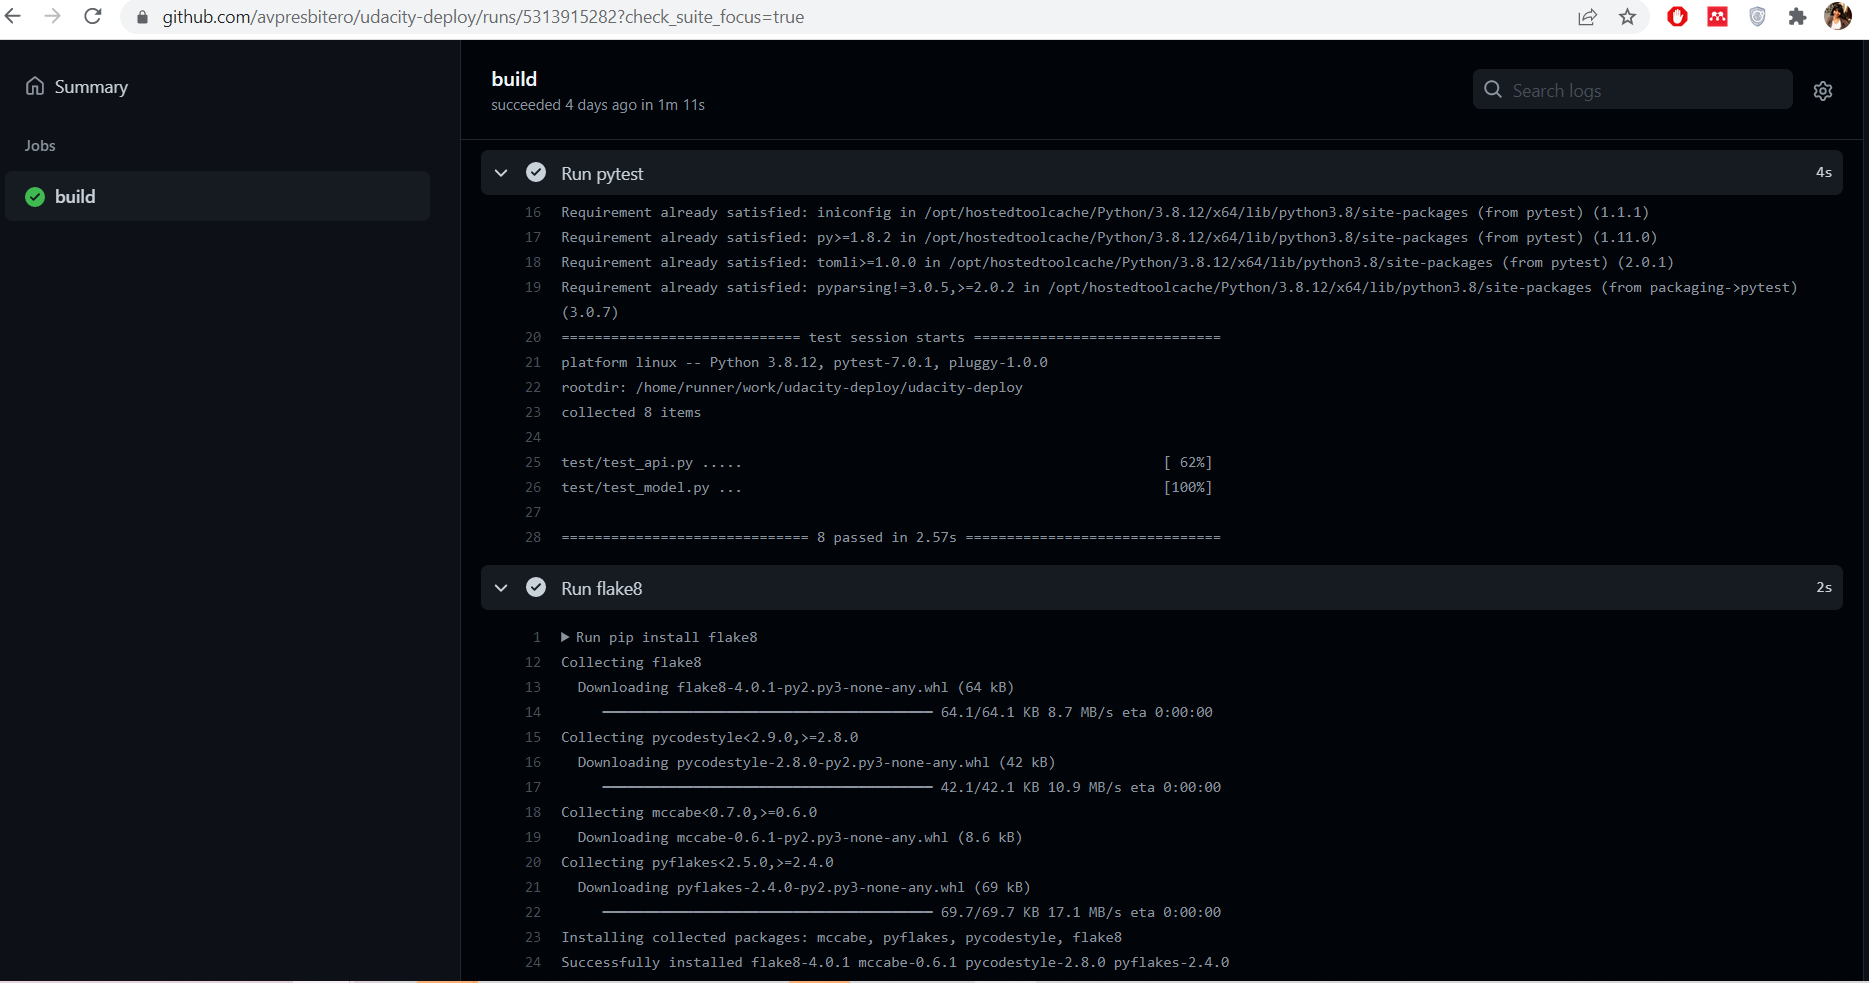 github.com/avpresbitero/udacity-deploy/runs/5313915282?check_suite_focus=true
Summary
Jobs
build
build
succeeded 4 days ago in 1m 11s
Search logs
Run pytest 4s
16 Requirement already satisfied: iniconfig in /opt/hostedtoolcache/Python/3.8.12/x64/lib/python3.8/site-packages (from pytest) (1.1.1)
17 Requirement already satisfied: py>=1.8.2 in /opt/hostedtoolcache/Python/3.8.12/x64/lib/python3.8/site-packages (from pytest) (1.11.0)
18 Requirement already satisfied: tomli>=1.0.0 in /opt/hostedtoolcache/Python/3.8.12/x64/lib/python3.8/site-packages (from pytest) (2.0.1)
19 Requirement already satisfied: pyparsing!=3.0.5,>=2.0.2 in /opt/hostedtoolcache/Python/3.8.12/x64/lib/python3.8/site-packages (from packaging->pytest)
(3.0.7)
20 ============================= test session starts ==============================
21 platform linux -- Python 3.8.12, pytest-7.0.1, pluggy-1.0.0
22 rootdir: /home/runner/work/udacity-deploy/udacity-deploy
23 collected 8 items
24
25 test/test_api.py ..... [ 62%]
26 test/test_model.py ... [100%]
27
28 ============================== 8 passed in 2.57s ===============================
Run flake8 2s
1 Run pip install flake8
12 Collecting flake8
13 Downloading flake8-4.0.1-py2.py3-none-any.whl (64 kB)
14 ━━━━━━━━━━━━━━━━━━━━━━━━━━━━━━━━━━━━━━━━ 64.1/64.1 KB 8.7 MB/s eta 0:00:00
15 Collecting pycodestyle<2.9.0,>=2.8.0
16 Downloading pycodestyle-2.8.0-py2.py3-none-any.whl (42 kB)
17 ━━━━━━━━━━━━━━━━━━━━━━━━━━━━━━━━━━━━━━━━ 42.1/42.1 KB 10.9 MB/s eta 0:00:00
18 Collecting mccabe<0.7.0,>=0.6.0
19 Downloading mccabe-0.6.1-py2.py3-none-any.whl (8.6 kB)
20 Collecting pyflakes<2.5.0,>=2.4.0
21 Downloading pyflakes-2.4.0-py2.py3-none-any.whl (69 kB)
22 ━━━━━━━━━━━━━━━━━━━━━━━━━━━━━━━━━━━━━━━━ 69.7/69.7 KB 17.1 MB/s eta 0:00:00
23 Installing collected packages: mccabe, pyflakes, pycodestyle, flake8
24 Successfully installed flake8-4.0.1 mccabe-0.6.1 pycodestyle-2.8.0 pyflakes-2.4.0